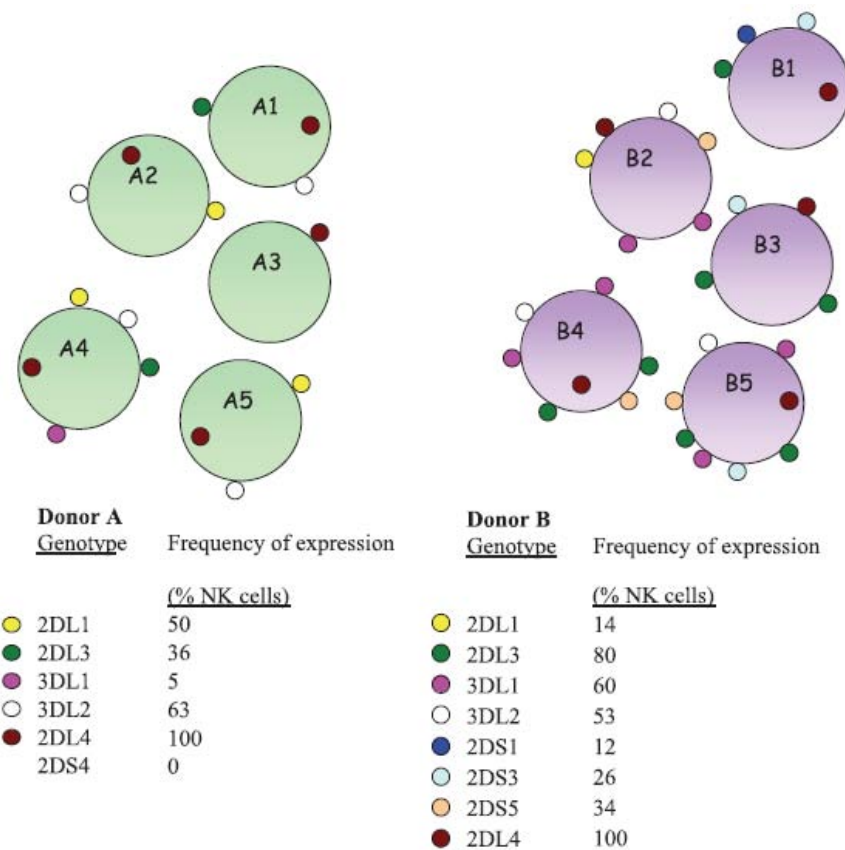 A1
A2
A3
A4
A5
B1
B2
B3
B4
B5
Donor A
Genotype Frequency of expression
(% NK cells)
2DL1 50
2DL3 36
3DL1 5
3DL2 63
2DL4 100
2DS4 0
Donor B
Genotype Frequency of expression
(% NK cells)
2DL1 14
2DL3 80
3DL1 60
3DL2 53
2DS1 12
2DS3 26
2DS5 34
2DL4 100